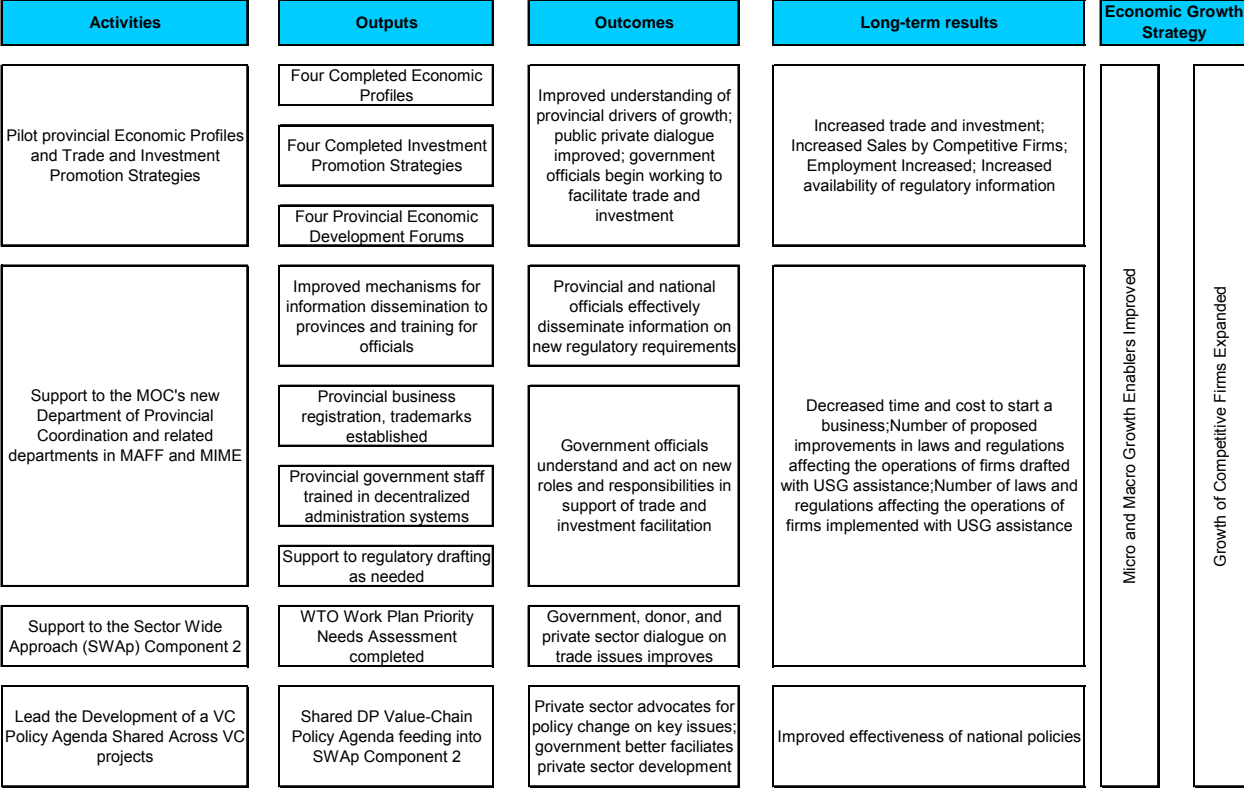 Activities
Outputs
Outcomes
Long-term results
Economic Growth
Strategy
Pilot provincial Economic Profiles
and Trade and Investment
Promotion Strategies
Four Completed Economic
Profiles
Four Completed Investment
Promotion Strategies
Four Provincial Economic
Development Forums
Improved understanding of
provincial drivers of growth;
public private dialogue
improved; government
officials begin working to
facilitate trade and
investment
Increased trade and investment;
Increased Sales by Competitive Firms;
Employment Increased; Increased
availability of regulatory information
Support to the MOC's new
Department of Provincial
Coordination and related
departments in MAFF and MIME
Improved mechanisms for
information dissemination to
provinces and training for
officials
Provincial business
registration, trademarks
established
Provincial government staff
trained in decentralized
administration systems
Support to regulatory drafting
as needed
Provincial and national
officials effectively
disseminate information on
new regulatory requirements
Government officials
understand and act on new
roles and responsibilities in
support of trade and
investment facilitation
Decreased time and cost to start a
business;Number of proposed
improvements in laws and regulations
affecting the operations of firms drafted
with USG assistance;Number of laws and
regulations affecting the operations of
firms implemented with USG assistance
Support to the Sector Wide
Approach (SWAp) Component 2
WTO Work Plan Priority
Needs Assessment
completed
Government, donor, and
private sector dialogue on
trade issues improves
Lead the Development of a VC
Policy Agenda Shared Across VC
projects
Shared DP Value-Chain
Policy Agenda feeding into
SWAp Component 2
Private sector advocates for
policy change on key issues;
government better faciliates
private sector development
Improved effectiveness of national policies
Micro and Macro Growth Enablers Improved
Growth of Competitive Firms Expanded